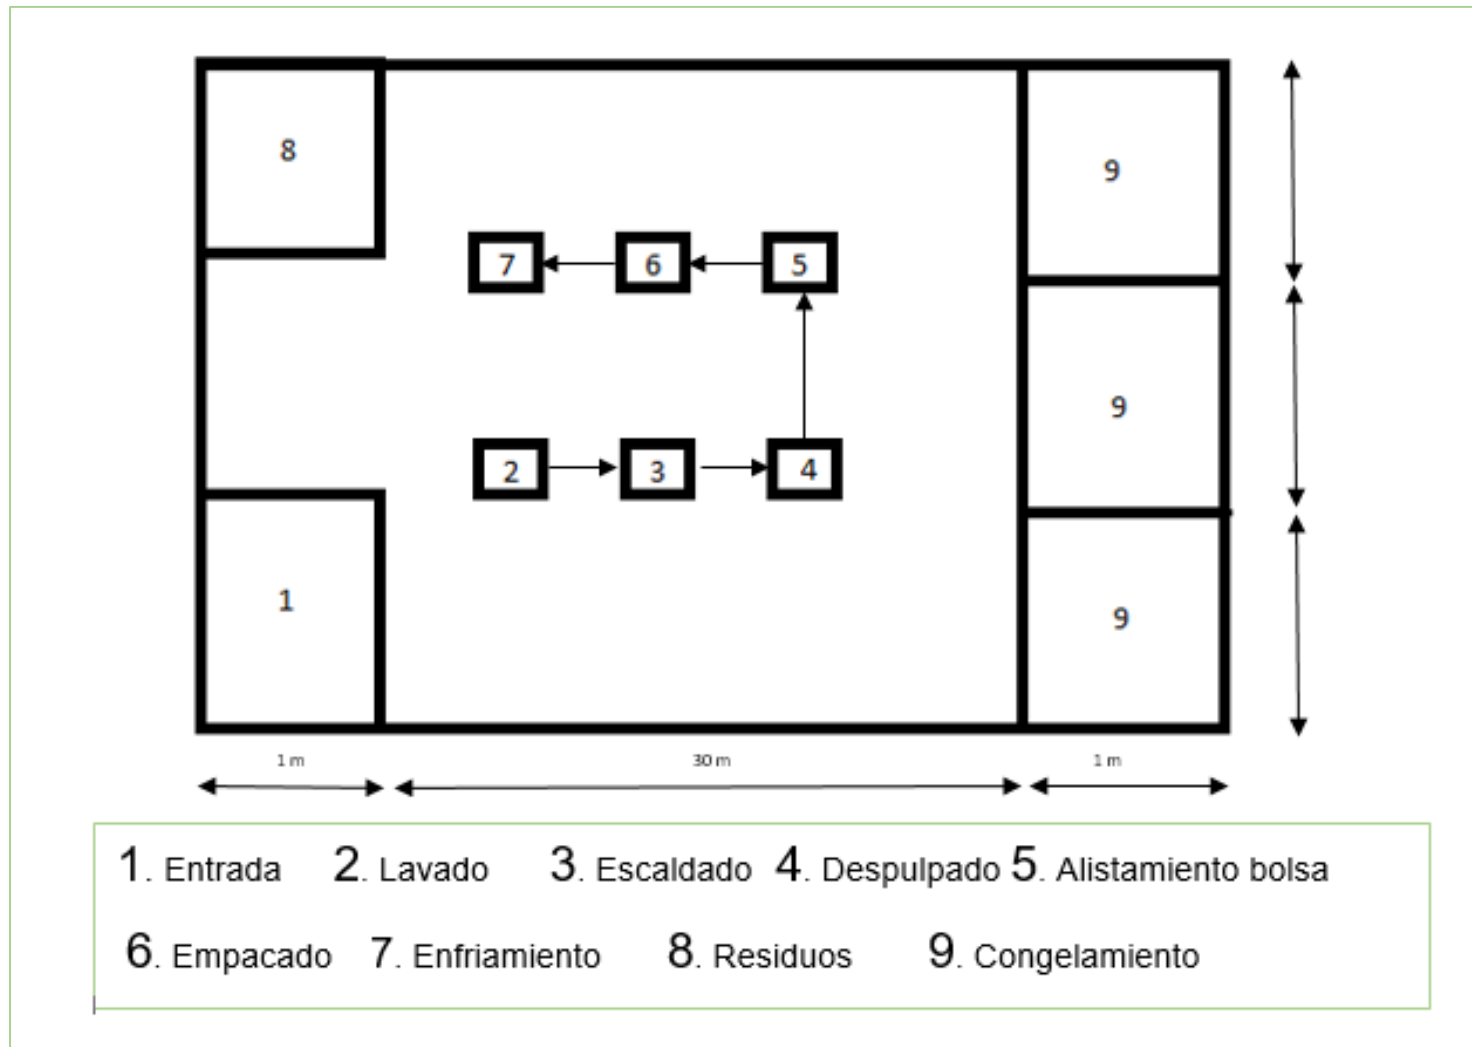 8
9
7 6 5
9
2 3 4
1
9
1 m 30 m 1 m
1. Entrada 2. Lavado 3. Escaldado 4. Despulpado 5. Alistamiento bolsa
6. Empacado 7. Enfriamiento 8. Residuos 9. Congelamiento